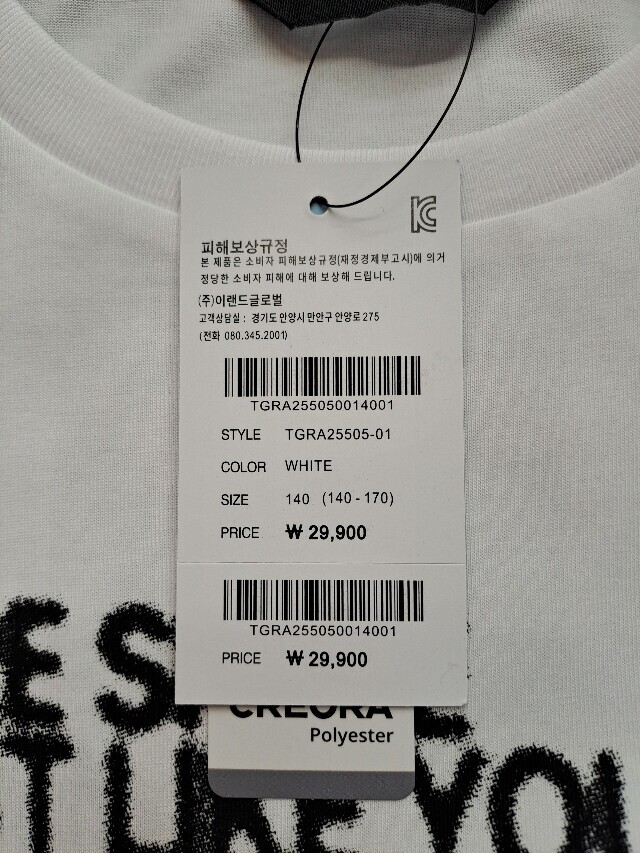 KC
피해보상규정
본 제품은 소비자 피해보상규정(재정경제부고시)에 의거
정당한 소비자 피해에 대해 보상해 드립니다.
(주)이랜드글로벌
고객상담실 : 경기도 안양시 만안구 안양로 275
(전화 080.345.2001)
TGRA255050014001
STYLE TGRA25505-01
COLOR WHITE
SIZE 140 (140 - 170)
PRICE ₩ 29,900
TGRA255050014001
PRICE ₩ 29,900
CREORA
Polyester
YOU